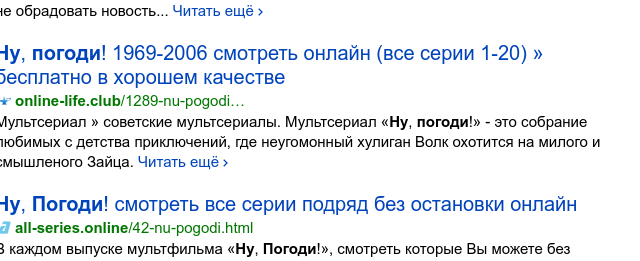 не обрадовать новость... Читать ещё ›
Ну, погоди! 1969-2006 смотреть онлайн (все серии 1-20) »
бесплатно в хорошем качестве
online-life.club/1289-nu-pogodi...
Мультсериал » советские мультсериалы. Мультсериал «Ну, погоди!» - это собрание
любимых с детства приключений, где неугомонный хулиган Волк охотится на милого и
смышленого Зайца. Читать ещё ›
Ну, Погоди! смотреть все серии подряд без остановки онлайн
all-series.online/42-nu-pogodi.html
В каждом выпуске мультфильма «Ну, Погоди!», смотреть которые Вы можете без